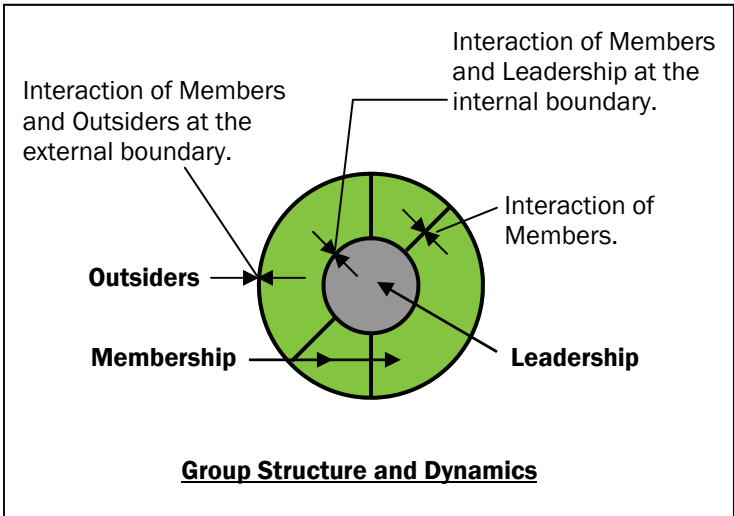 Interaction of Members
and Leadership at the
internal boundary.
Interaction of Members
and Outsiders at the
external boundary.
Interaction of
Members.
Outsiders
Membership
Leadership
Group Structure and Dynamics